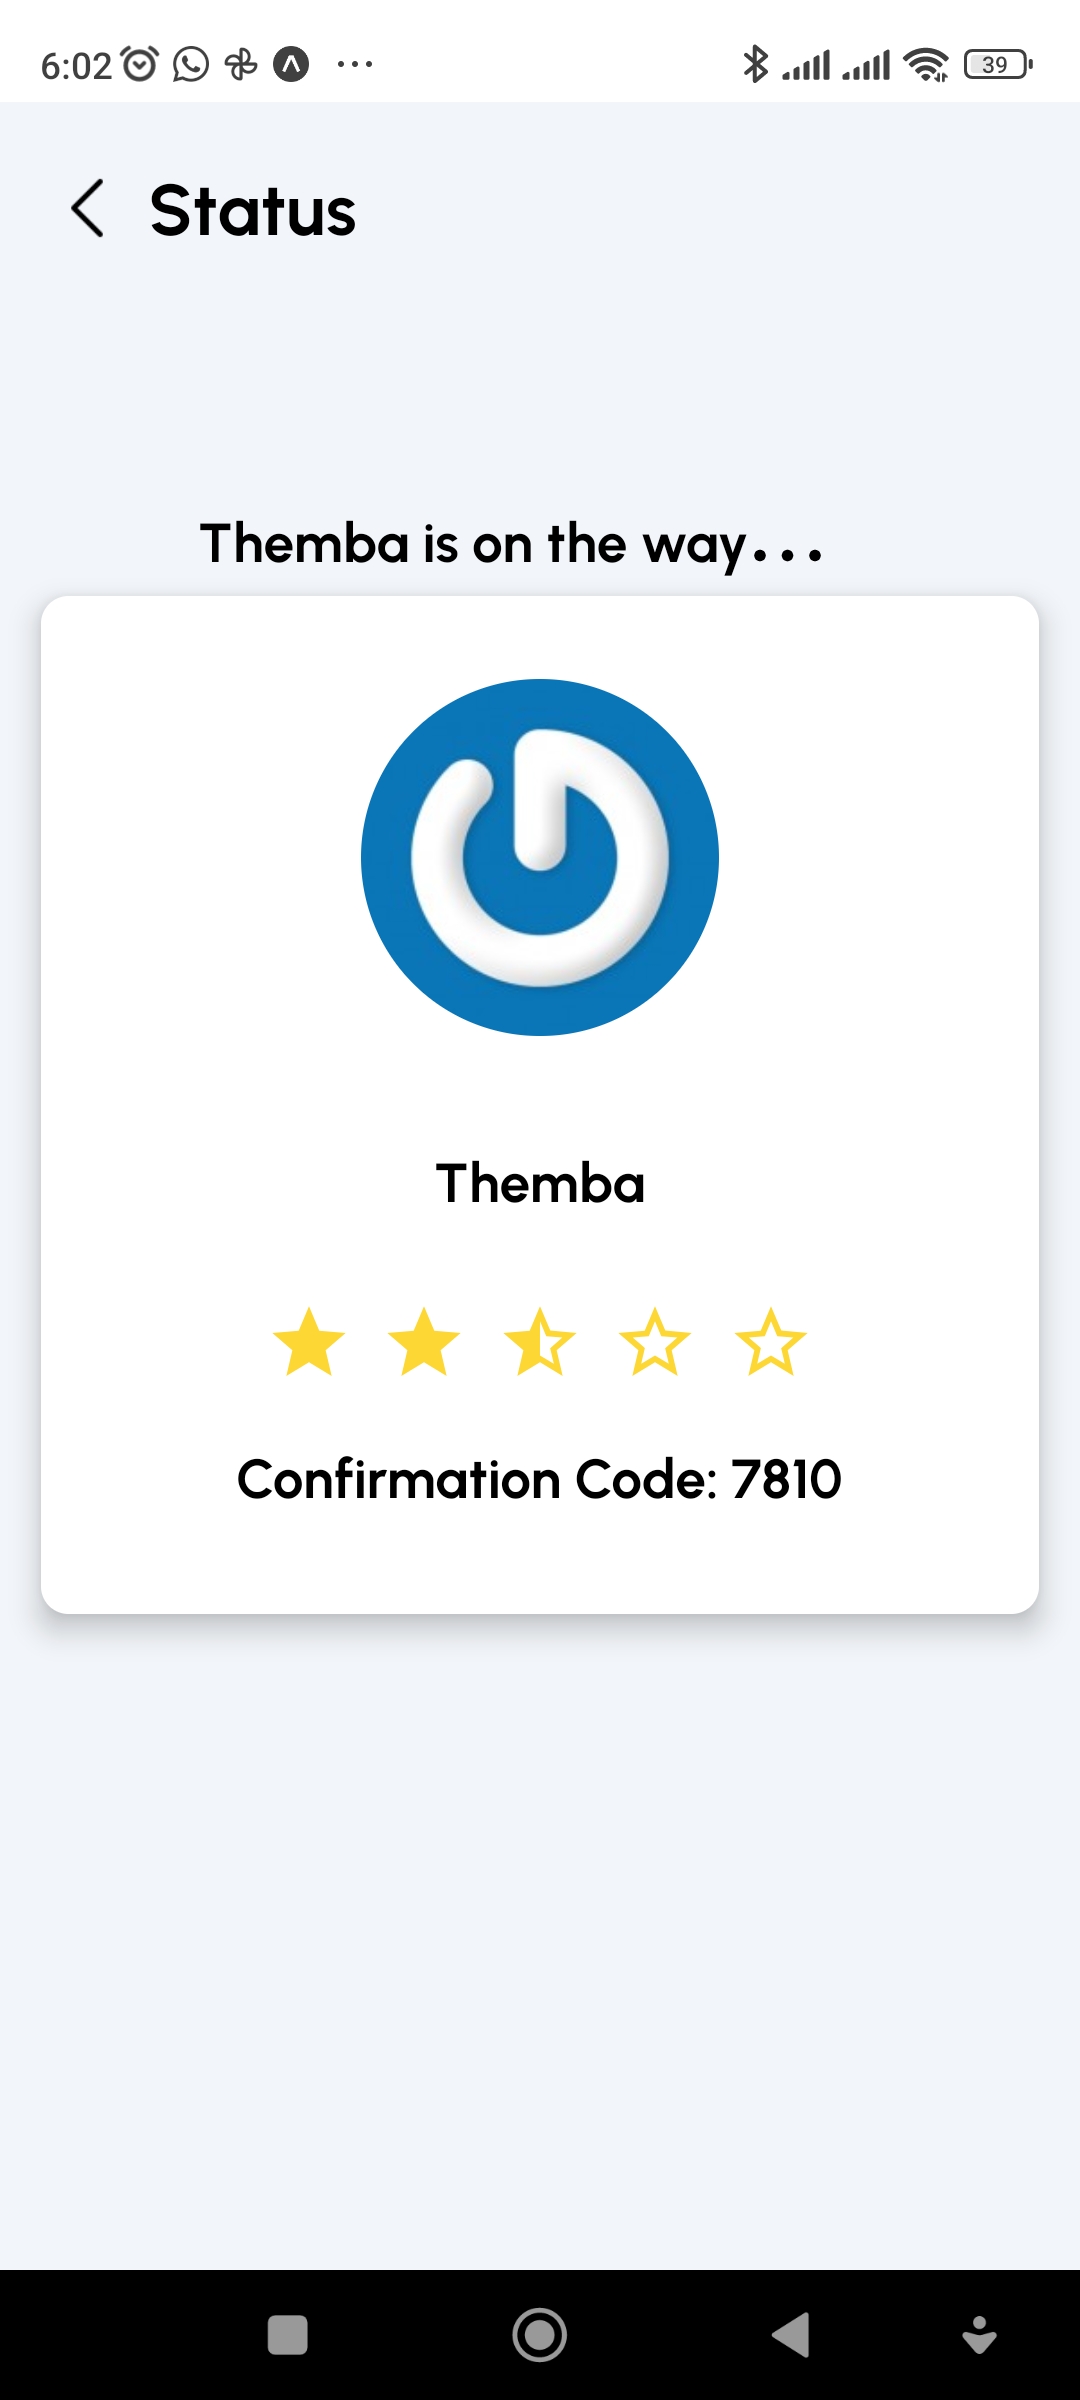 6:02
39
Status
Themba is on the way...
Themba
Confirmation Code: 7810